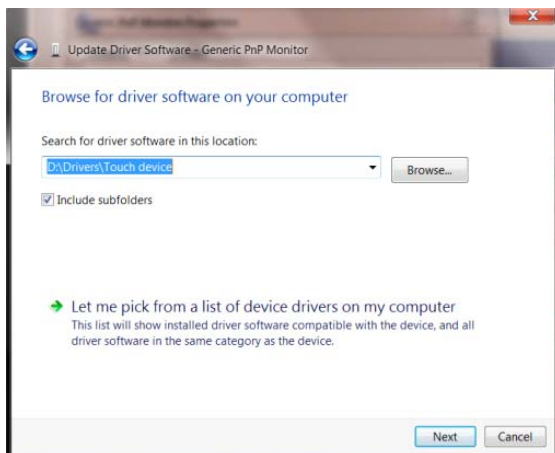 Update Driver Software - Generic PnP Monitor
Browse for driver software on your computer
Search for driver software in this location:
D:\Drivers\Touch device
Browse...
Include subfolders
Let me pick from a list of device drivers on my computer
This list will show installed driver software compatible with the device, and all
driver software in the same category as the device.
Next
Cancel